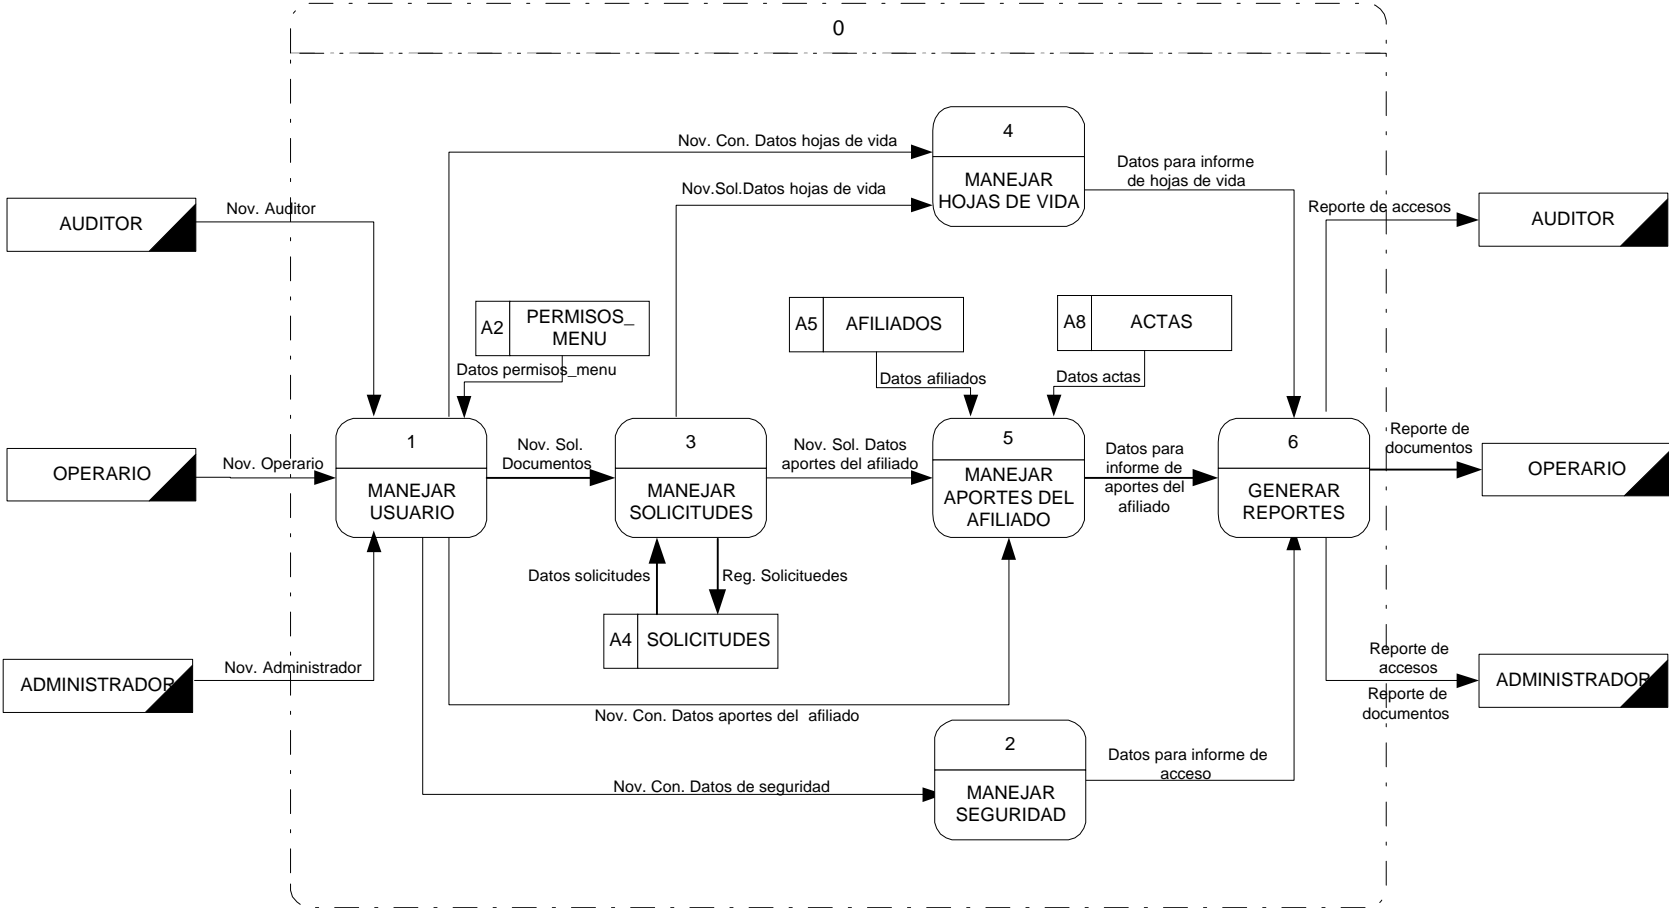 0
4
MANEJAR
HOJAS DE VIDA
Nov. Con. Datos hojas de vida
Nov.Sol.Datos hojas de vida
Datos para informe
de hojas de vida
AUDITOR
Nov. Auditor
Reporte de accesos
AUDITOR
A2
PERMISOS_
MENU
Datos permisos_menu
A5
AFILIADOS
Datos afiliados
A8
ACTAS
Datos actas
OPERARIO
Nov. Operario
1
MANEJAR
USUARIO
Nov. Sol.
Documentos
3
MANEJAR
SOLICITUDES
Nov. Sol. Datos
aportes del afiliado
5
MANEJAR
APORTES DEL
AFILIADO
Datos para
informe de
aportes del
afiliado
6
GENERAR
REPORTES
Reporte de
documentos
OPERARIO
Datos solicitudes
Reg. Solicituedes
A4
SOLICITUDES
ADMINISTRADOR
Nov. Administrador
Reporte de
accesos
Reporte de
documentos
ADMINISTRADOR
Nov. Con. Datos aportes del  afiliado
2
MANEJAR
SEGURIDAD
Nov. Con. Datos de seguridad
Datos para informe de
acceso